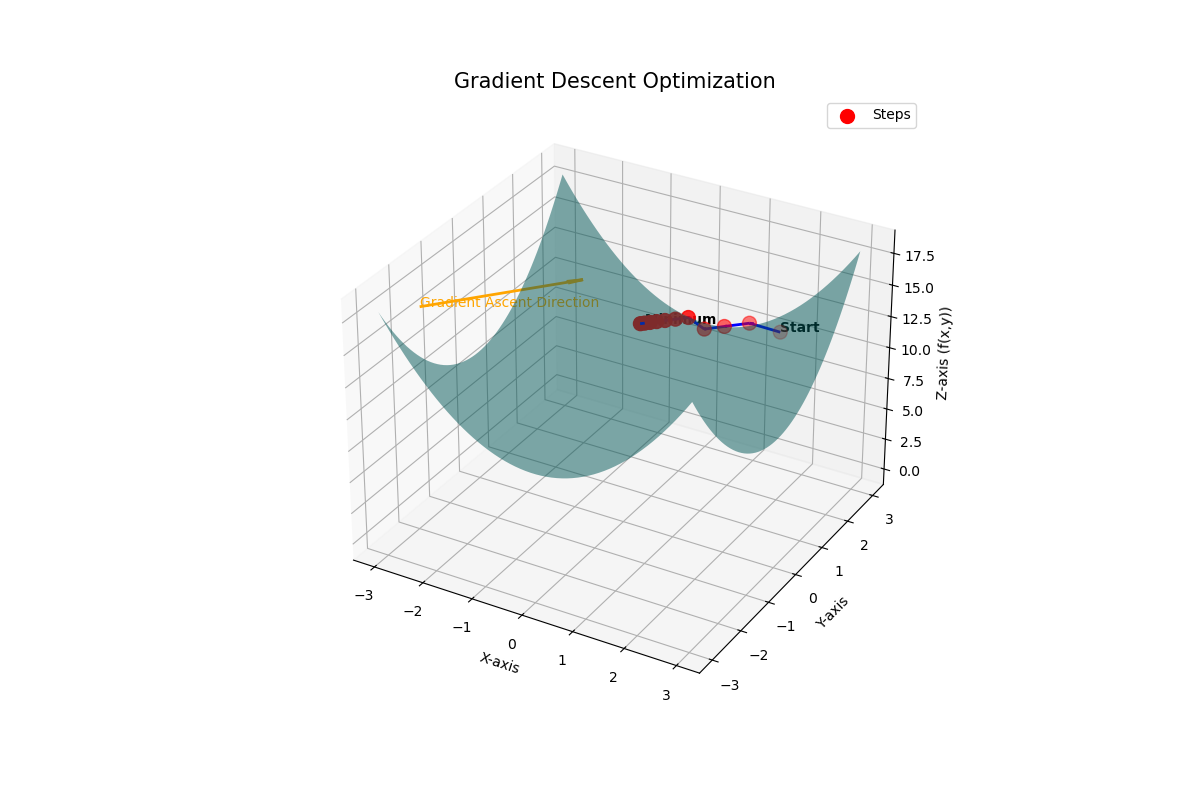 Gradient Descent Optimization
Steps
Gradient Ascent Direction
Minimum
Start
17.5
15.0
12.5
10.0
7.5
5.0
2.5
0.0
Z-axis (f(x,y))
−3
−2
−1
0
1
2
3
X-axis
3
2
1
0
−1
−2
−3
Y-axis